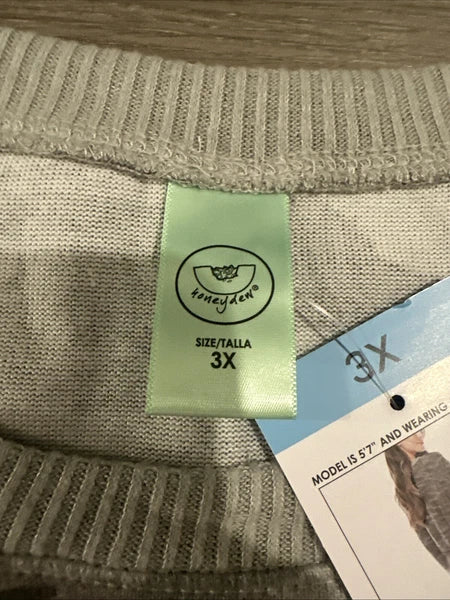 honeydew®
SIZE/TALLA
3X
3X
MODEL IS 5'7" AND WEARING